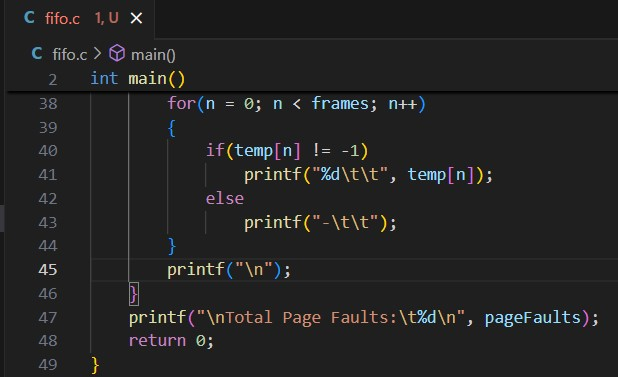 C fifo.c 1, U ×
C fifo.c > main()
2 int main()
38 for(n = 0; n < frames; n++)
39 {
40 if(temp[n] != -1)
41 printf("%d\t\t", temp[n]);
42 else
43 printf("-\t\t");
44 }
45 printf("\n");
46 }
47 printf("\nTotal Page Faults:\t%d\n", pageFaults);
48 return 0;
49 }